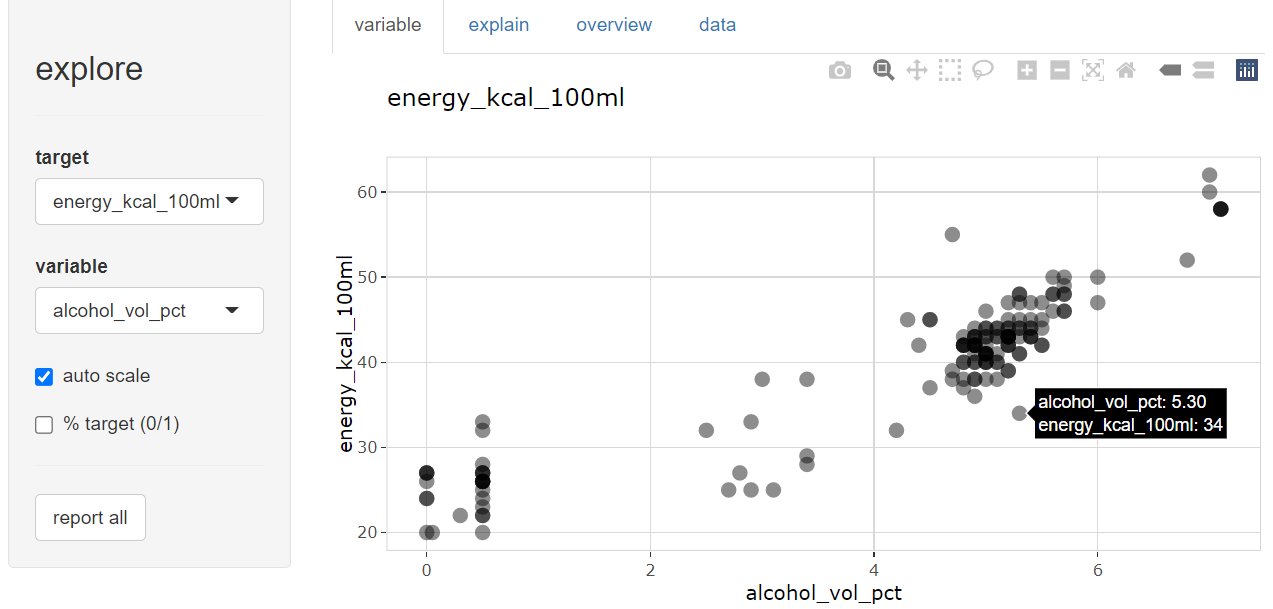 explore
target
energy_kcal_100ml
variable
alcohol_vol_pct
auto scale
% target (0/1)
report all
variable explain overview data
energy_kcal_100ml
energy_kcal_100ml
60
50
40
30
20
alcohol_vol_pct: 5.30
energy_kcal_100ml: 34
0 2 4 6
alcohol_vol_pct